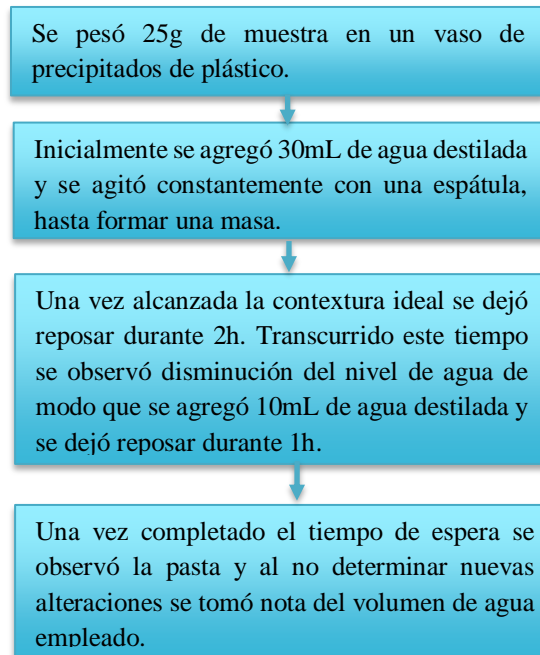 Se pesó 25g de muestra en un vaso de
precipitados de plástico.
Inicialmente se agregó 30mL de agua destilada
y se agitó constantemente con una espátula,
hasta formar una masa.
Una vez alcanzada la contextura ideal se dejó
reposar durante 2h. Transcurrido este tiempo
se observó disminución del nivel de agua de
modo que se agregó 10mL de agua destilada y
se dejó reposar durante 1h.
Una vez completado el tiempo de espera se
observó la pasta y al no determinar nuevas
alteraciones se tomó nota del volumen de agua
empleado.